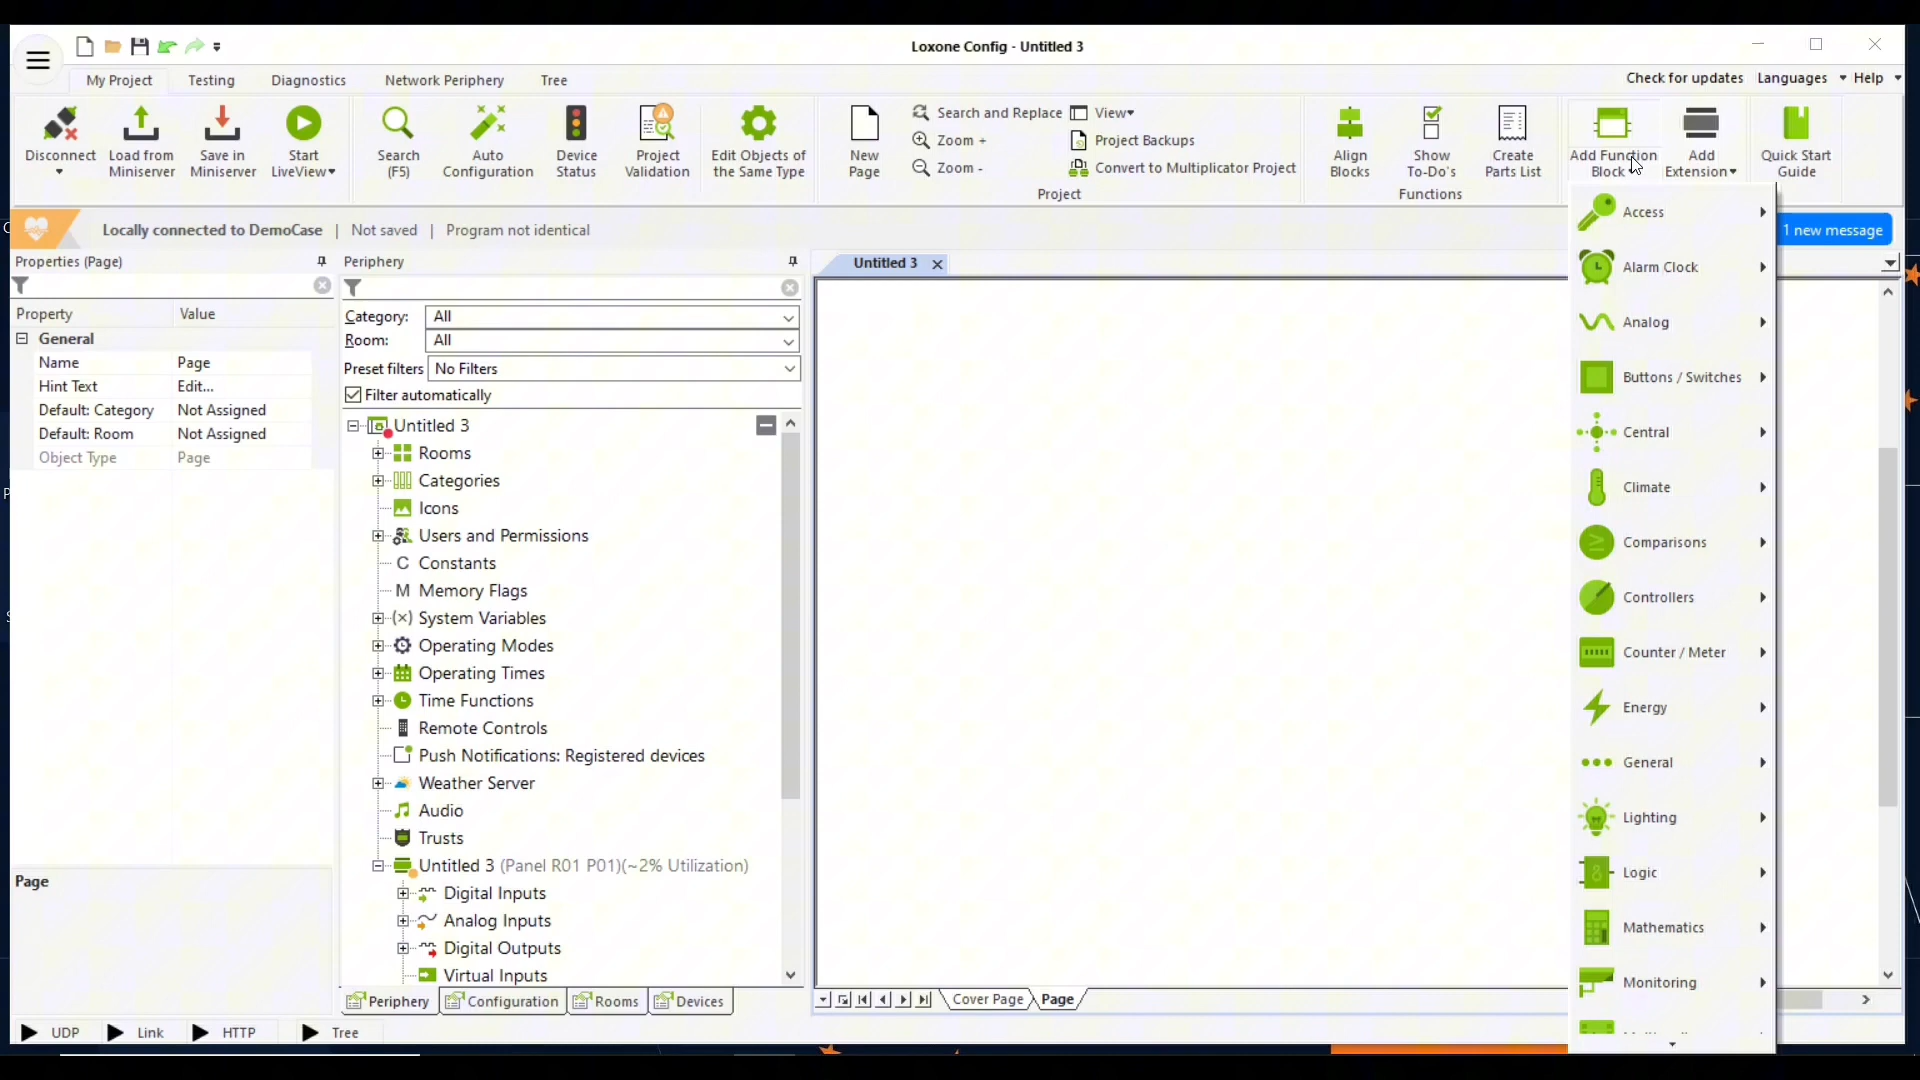 Loxone Config - Untitled 3
My Project
Testing
Diagnostics
Network Periphery
Tree
Check for updates
Languages
Help
Disconnect
Load from
Miniserver
Save in
Miniserver
Start
LiveView
Search
(F5)
Auto
Configuration
Device
Status
Project
Validation
Edit Objects of
the Same Type
New
Page
Search and Replace
Zoom +
Zoom -
View
Project Backups
Convert to Multiplicator Project
Project
Align
Blocks
Show
To-Do's
Create
Parts List
Functions
Add Function
Block
Add
Extension
Quick Start
Guide
Locally connected to DemoCase | Not saved | Program not identical
1 new message
Properties (Page)
Property Value
General
Name Page
Hint Text Edit...
Default: Category Not Assigned
Default: Room Not Assigned
Object Type Page
Page
Periphery
Category: All
Room: All
Preset filters No Filters
Filter automatically
Untitled 3
Rooms
Categories
Icons
Users and Permissions
C Constants
M Memory Flags
(×) System Variables
Operating Modes
Operating Times
Time Functions
Remote Controls
Push Notifications: Registered devices
Weather Server
Audio
Trusts
Untitled 3 (Panel R01 P01)(~2% Utilization)
Digital Inputs
Analog Inputs
Digital Outputs
Virtual Inputs
Periphery
Configuration
Rooms
Devices
Untitled 3
Cover Page
Page
Access
Alarm Clock
Analog
Buttons / Switches
Central
Climate
Comparisons
Controllers
Counter / Meter
Energy
General
Lighting
Logic
Mathematics
Monitoring
UDP
Link
HTTP
Tree